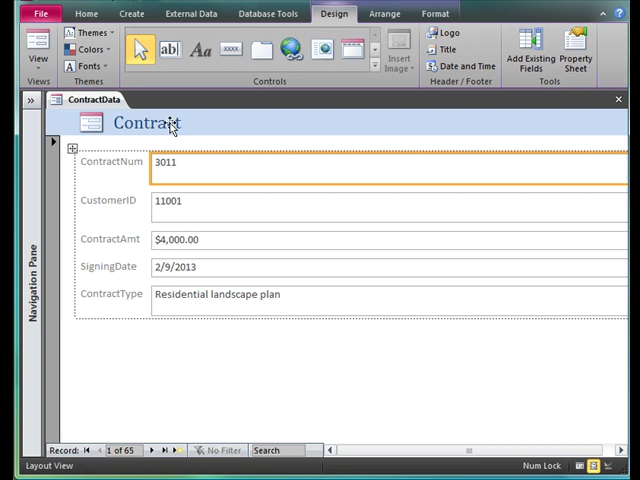 File Home Create External Data Database Tools Design Arrange Format
View
Views
Themes
Colors
Fonts
Themes
ab|
Aa
xxxx
Controls
Insert
Image
Logo
Title
Date and Time
Header / Footer
Add Existing
Fields
Property
Sheet
Tools
ContractData
Contract
ContractNum 3011
CustomerID 11001
ContractAmt $4,000.00
SigningDate 2/9/2013
ContractType Residential landscape plan
Navigation Pane
Record: 1 of 65 No Filter Search
Layout View Num Lock